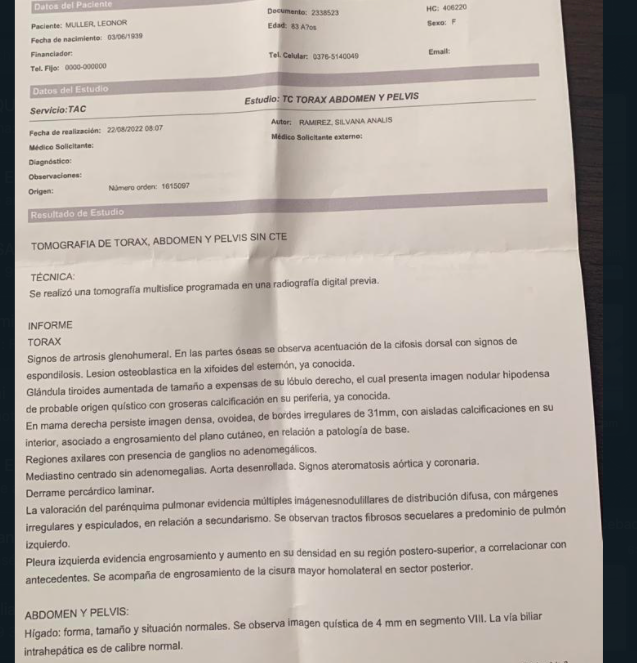 Datos del Paciente
Paciente: MULLER, LEONOR
Documento: 2338523
HC: 406220
Fecha de nacimiento: 03/06/1939
Edad: 83 A?os
Sexo: F
Financiador:
Tel. Fijo: 0000-000000
Tel. Celular: 0376-5140049
Email:
Datos del Estudio
Servicio:TAC
Estudio: TC TORAX ABDOMEN Y PELVIS
Fecha de realización: 22/08/2022 08:07
Autor: RAMIREZ, SILVANA ANALIS
Médico Solicitante:
Médico Solicitante externo:
Diagnóstico:
Observaciones:
Origen:
Número orden: 1615097
Resultado de Estudio
TOMOGRAFIA DE TORAX, ABDOMEN Y PELVIS SIN CTE
TÉCNICA:
Se realizó una tomografía multislice programada en una radiografía digital previa.
INFORME
TORAX
Signos de artrosis glenohumeral. En las partes óseas se observa acentuación de la cifosis dorsal con signos de
espondilosis. Lesion osteoblastica en la xifoides del esternón, ya conocida.
Glándula tiroides aumentada de tamaño a expensas de su lóbulo derecho, el cual presenta imagen nodular hipodensa
de probable origen quístico con groseras calcificación en su periferia, ya conocida.
En mama derecha persiste imagen densa, ovoidea, de bordes irregulares de 31mm, con aisladas calcificaciones en su
interior, asociado a engrosamiento del plano cutáneo, en relación a patología de base.
Regiones axilares con presencia de ganglios no adenomegálicos.
Mediastino centrado sin adenomegalias. Aorta desenrollada. Signos ateromatosis aórtica y coronaria.
Derrame percárdico laminar.
La valoración del parénquima pulmonar evidencia múltiples imágenesnodulillares de distribución difusa, con márgenes
irregulares y espiculados, en relación a secundarismo. Se observan tractos fibrosos secuelares a predominio de pulmón
izquierdo.
Pleura izquierda evidencia engrosamiento y aumento en su densidad en su región postero-superior, a correlacionar con
antecedentes. Se acompaña de engrosamiento de la cisura mayor homolateral en sector posterior.
ABDOMEN Y PELVIS:
Hígado: forma, tamaño y situación normales. Se observa imagen quística de 4 mm en segmento VIII. La vía biliar
intrahepática es de calibre normal.